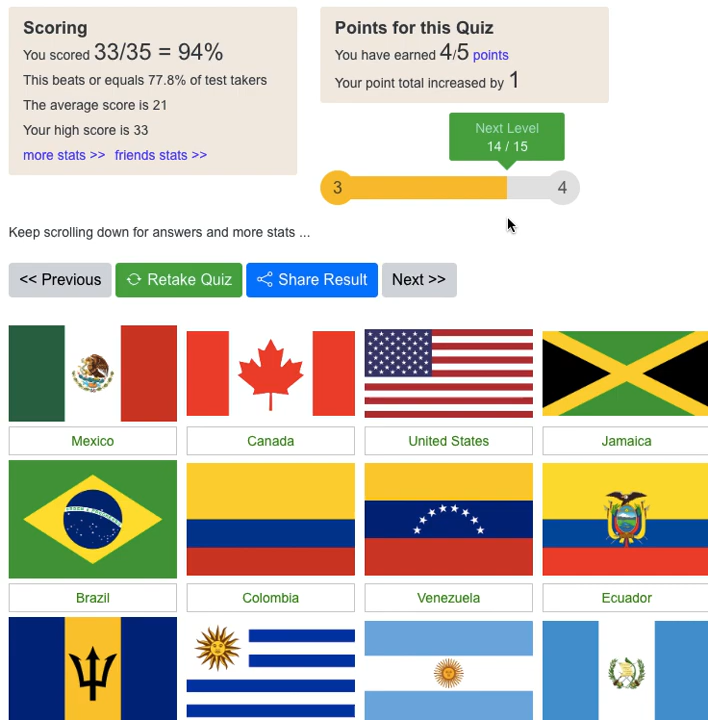 Scoring
You scored 33/35 = 94%
This beats or equals 77.8% of test takers
The average score is 21
Your high score is 33
more stats >> friends stats >>
Points for this Quiz
You have earned 4/5 points
Your point total increased by 1
Next Level
14 / 15
3
4
Keep scrolling down for answers and more stats ...
<< Previous
Retake Quiz
Share Result
Next >>
Mexico
Canada
United States
Jamaica
Brazil
Colombia
Venezuela
Ecuador